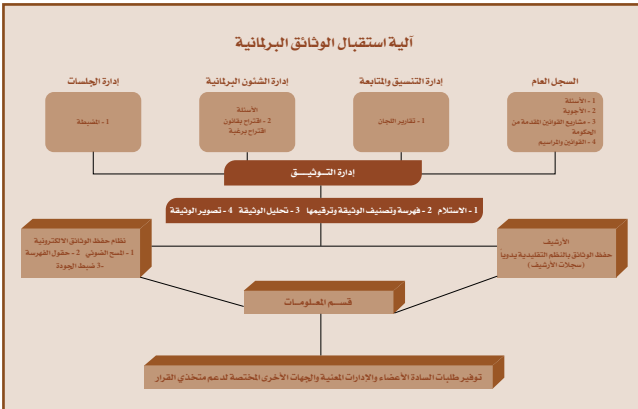 آلية استقبال الوثائق البرلمانية
السجل العام
1 - الأسئلة
2 - الأجوبة
3 - مشاريع القوانين المقدمة من
الحكومة
4 - القوانين والمراسيم
إدارة التنسيق والمتابعة
1 - تقارير اللجان
إدارة الشئون البرلمانية
الأسئلة
2 - اقتراح بقانون
اقتراح برغبة
إدارة الجلسات
1 - المضبطة
إدارة التوثيق
1 - الاستلام 2 - فهرسة وتصنيف الوثيقة وترقيمها 3 - تحليل الوثيقة 4 - تصوير الوثيقة
الأرشيف
حفظ الوثائق بالنظم التقليدية يدويا
(سجلات الأرشيف)
نظام حفظ الوثائق الالكترونية
1 - المسح الضوئي 2 - حقول الفهرسة
3- ضبط الجودة
قسم المعلومات
توفير طلبات السادة الأعضاء والإدارات المعنية والجهات الأخرى المختصة لدعم متخذي القرار